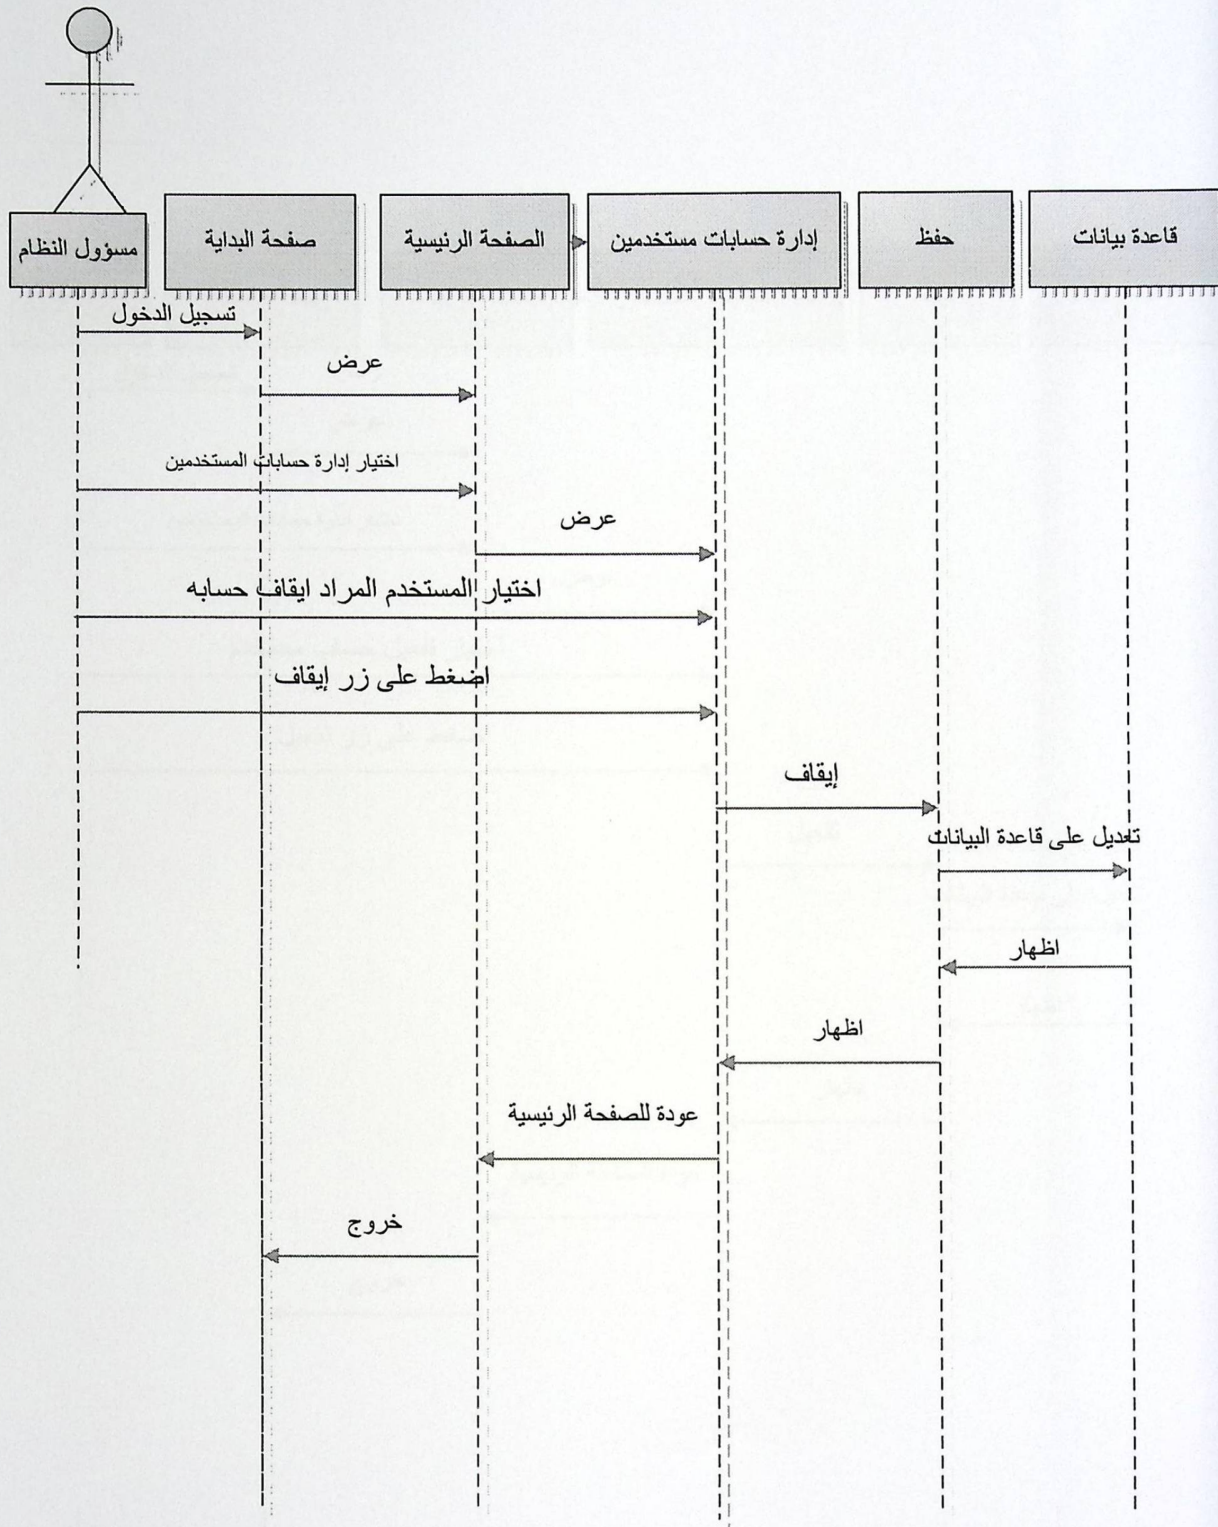 مسؤول النظام
صفحة البداية
الصفحة الرئيسية
إدارة حسابات مستخدمين
حفظ
قاعدة بيانات
تسجيل الدخول
عرض
اختيار إدارة حسابات المستخدمين
عرض
اختيار المستخدم المراد ايقاف حسابه
اضغط على زر إيقاف
إيقاف
تعديل على قاعدة البيانات
اظهار
اظهار
عودة للصفحة الرئيسية
خروج